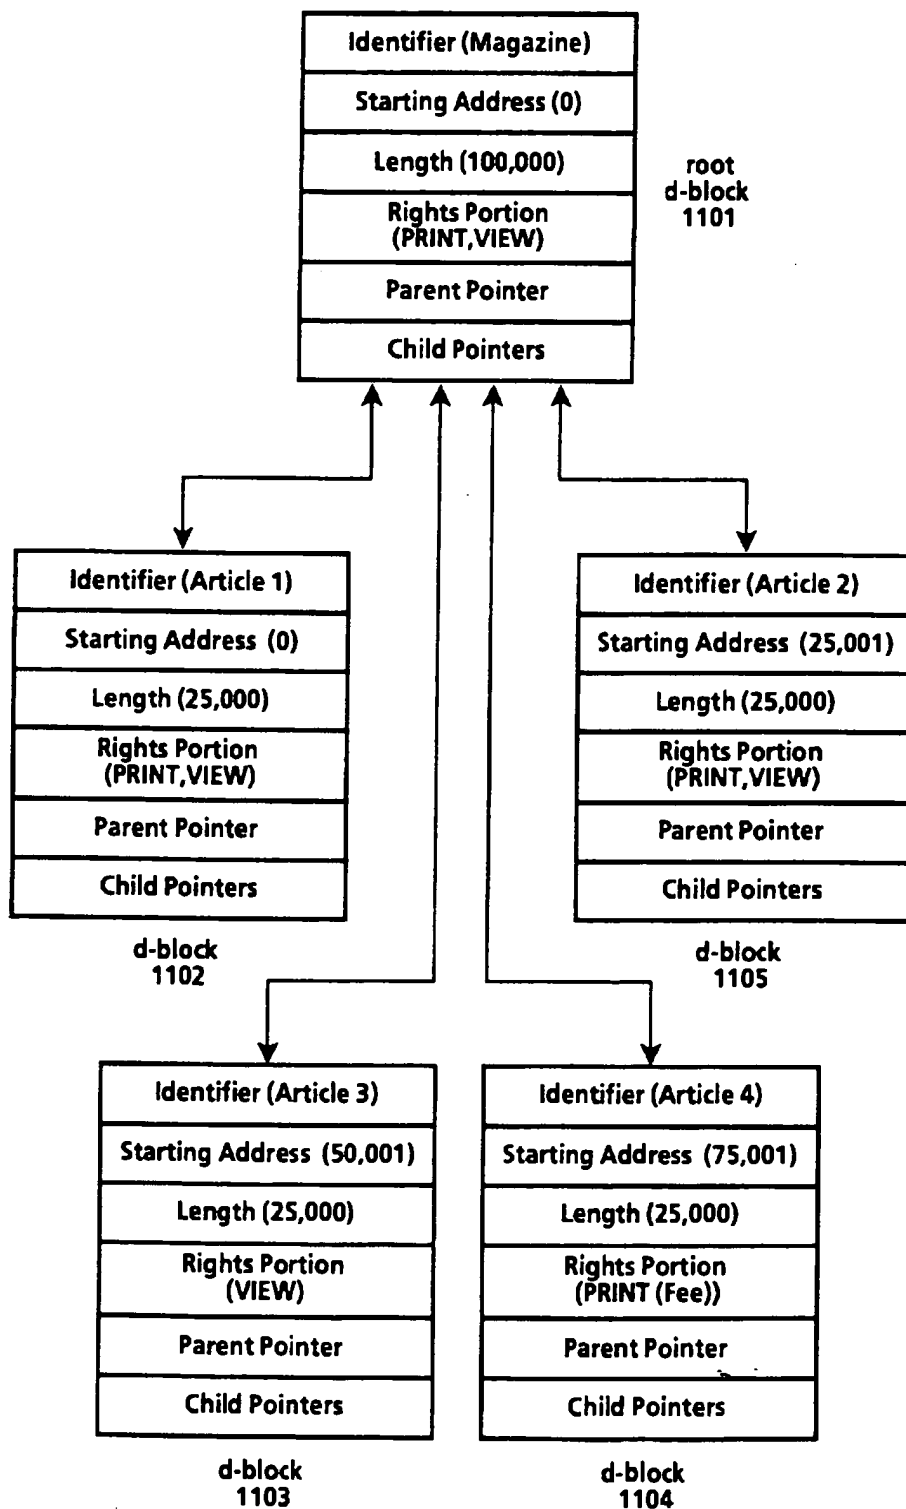 Identifier (Magazine)
Starting Address (0)
Length (100,000)
Rights Portion
(PRINT,VIEW)
Parent Pointer
Child Pointers
root
d-block
1101
Identifier (Article 1)
Starting Address (0)
Length (25,000)
Rights Portion
(PRINT,VIEW)
Parent Pointer
Child Pointers
d-block
1102
Identifier (Article 2)
Starting Address (25,001)
Length (25,000)
Rights Portion
(PRINT,VIEW)
Parent Pointer
Child Pointers
d-block
1105
Identifier (Article 3)
Starting Address (50,001)
Length (25,000)
Rights Portion
(VIEW)
Parent Pointer
Child Pointers
d-block
1103
Identifier (Article 4)
Starting Address (75,001)
Length (25,000)
Rights Portion
(PRINT (Fee))
Parent Pointer
Child Pointers
d-block
1104